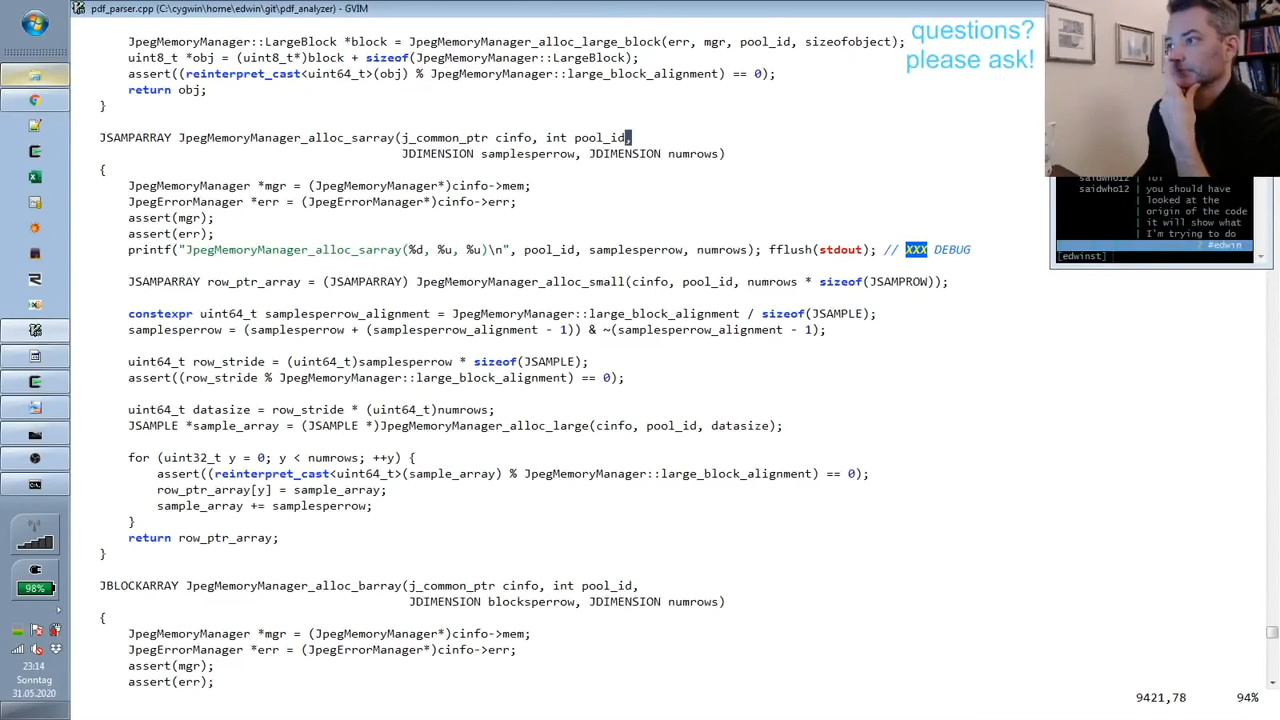 pdf_parser.cpp (C:\cygwin\home\edwin\git\pdf_analyzer) - GVIM
questions?
please ask!
JpegMemoryManager::LargeBlock *block = JpegMemoryManager_alloc_large_block(err, mgr, pool_id, sizeofobject);
uint8_t *obj = (uint8_t*)block + sizeof(JpegMemoryManager::LargeBlock);
assert((reinterpret_cast<uint64_t>(obj) % JpegMemoryManager::large_block_alignment) == 0);
return obj;
}
JSAMPARRAY JpegMemoryManager_alloc_sarray(j_common_ptr cinfo, int pool_id,
JDIMENSION samplesperrow, JDIMENSION numrows)
{
JpegMemoryManager *mgr = (JpegMemoryManager*)cinfo->mem;
JpegErrorManager *err = (JpegErrorManager*)cinfo->err;
assert(mgr);
assert(err);
printf("JpegMemoryManager_alloc_sarray(%d, %u, %u)\n", pool_id, samplesperrow, numrows); fflush(stdout); // XXX DEBUG
JSAMPARRAY row_ptr_array = (JSAMPARRAY) JpegMemoryManager_alloc_small(cinfo, pool_id, numrows * sizeof(JSAMPROW));
constexpr uint64_t samplesperrow_alignment = JpegMemoryManager::large_block_alignment / sizeof(JSAMPLE);
samplesperrow = (samplesperrow + (samplesperrow_alignment - 1)) & ~(samplesperrow_alignment - 1);
uint64_t row_stride = (uint64_t)samplesperrow * sizeof(JSAMPLE);
assert((row_stride % JpegMemoryManager::large_block_alignment) == 0);
uint64_t datasize = row_stride * (uint64_t)numrows;
JSAMPLE *sample_array = (JSAMPLE *)JpegMemoryManager_alloc_large(cinfo, pool_id, datasize);
for (uint32_t y = 0; y < numrows; ++y) {
assert((reinterpret_cast<uint64_t>(sample_array) % JpegMemoryManager::large_block_alignment) == 0);
row_ptr_array[y] = sample_array;
sample_array += samplesperrow;
}
return row_ptr_array;
}
JBLOCKARRAY JpegMemoryManager_alloc_barray(j_common_ptr cinfo, int pool_id,
JDIMENSION blocksperrow, JDIMENSION numrows)
{
JpegMemoryManager *mgr = (JpegMemoryManager*)cinfo->mem;
JpegErrorManager *err = (JpegErrorManager*)cinfo->err;
assert(mgr);
assert(err);
9421,78 94%
saidwho12 | lol
saidwho12 | you should have
| looked at the
| origin of the code
| it will show what
| I'm trying to do
2 #edwin
[edwinst]
98%
23:14
Sonntag
31.05.2020